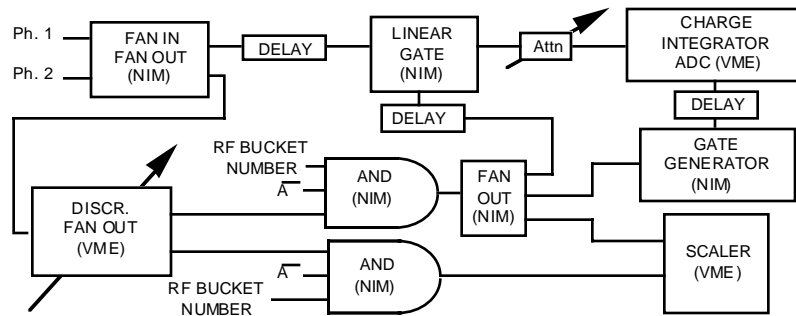 Ph. 1
Ph. 2
FAN IN
FAN OUT
(NIM)
DELAY
LINEAR
GATE
(NIM)
Attn
CHARGE
INTEGRATOR
ADC (VME)
DELAY
DELAY
RF BUCKET
NUMBER
A̅
AND
(NIM)
FAN
OUT
(NIM)
GATE
GENERATOR
(NIM)
DISCR.
FAN OUT
(VME)
A̅
RF BUCKET
NUMBER
AND
(NIM)
SCALER
(VME)